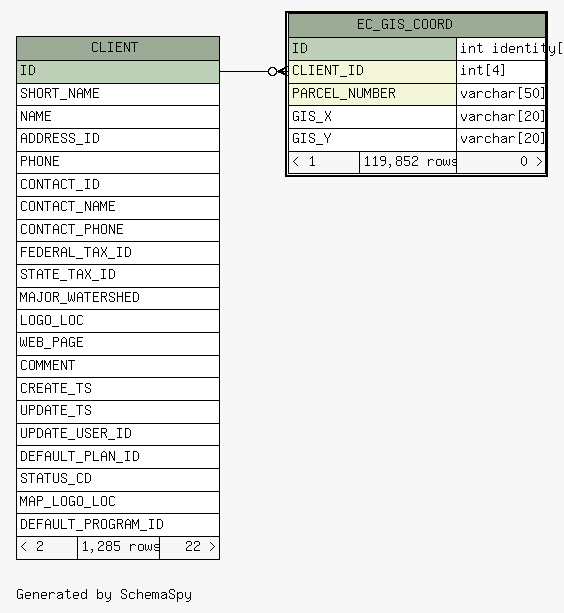 CLIENT
ID
SHORT_NAME
NAME
ADDRESS_ID
PHONE
CONTACT_ID
CONTACT_NAME
CONTACT_PHONE
FEDERAL_TAX_ID
STATE_TAX_ID
MAJOR_WATERSHED
LOGO_LOC
WEB_PAGE
COMMENT
CREATE_TS
UPDATE_TS
UPDATE_USER_ID
DEFAULT_PLAN_ID
STATUS_CD
MAP_LOGO_LOC
DEFAULT_PROGRAM_ID
< 2 1,285 rows 22 >
EC_GIS_COORD
ID int identity[
CLIENT_ID int[4]
PARCEL_NUMBER varchar[50]
GIS_X varchar[20]
GIS_Y varchar[20]
< 1 119,852 rows 0 >
Generated by SchemaSpy